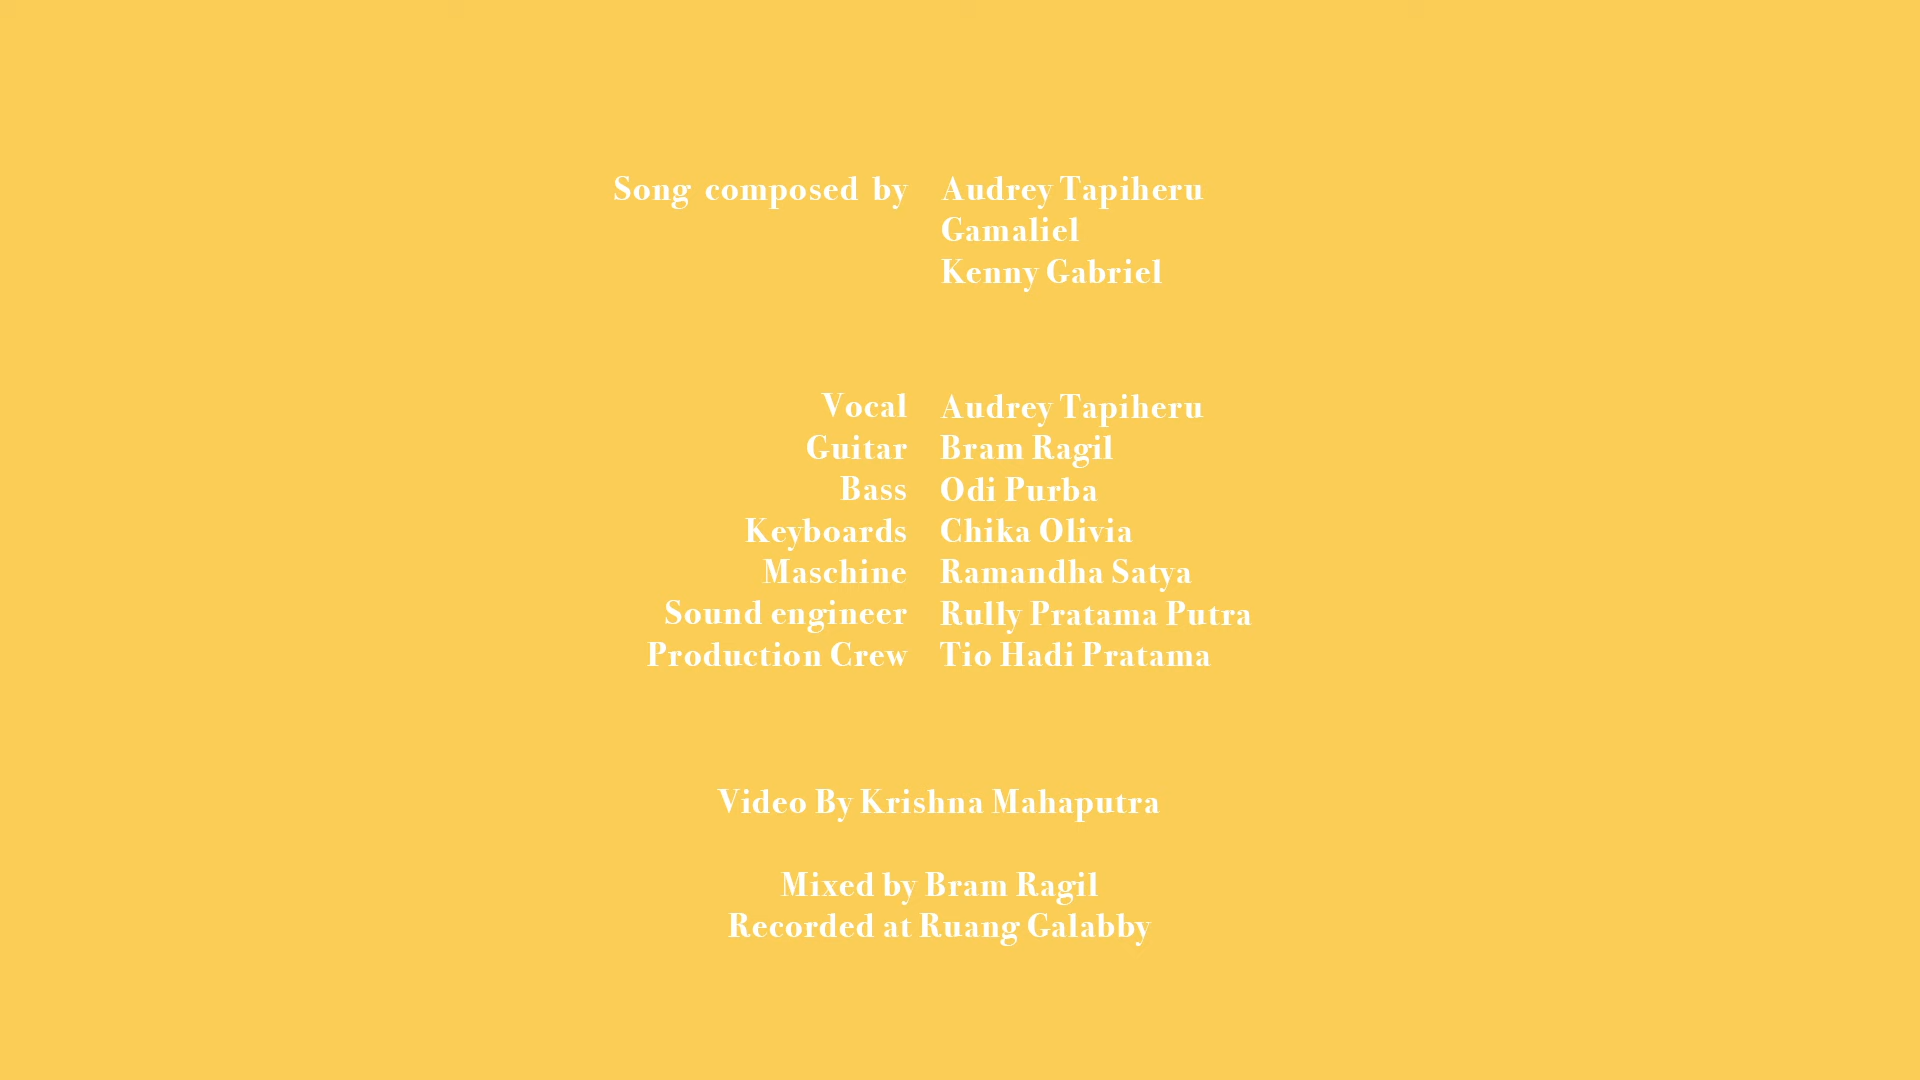 Song composed by Audrey Tapiheru
Gamaliel
Kenny Gabriel
Vocal Audrey Tapiheru
Guitar Bram Ragil
Bass Odi Purba
Keyboards Chika Olivia
Maschine Ramandha Satya
Sound engineer Rully Pratama Putra
Production Crew Tio Hadi Pratama
Video By Krishna Mahaputra
Mixed by Bram Ragil
Recorded at Ruang Galabby